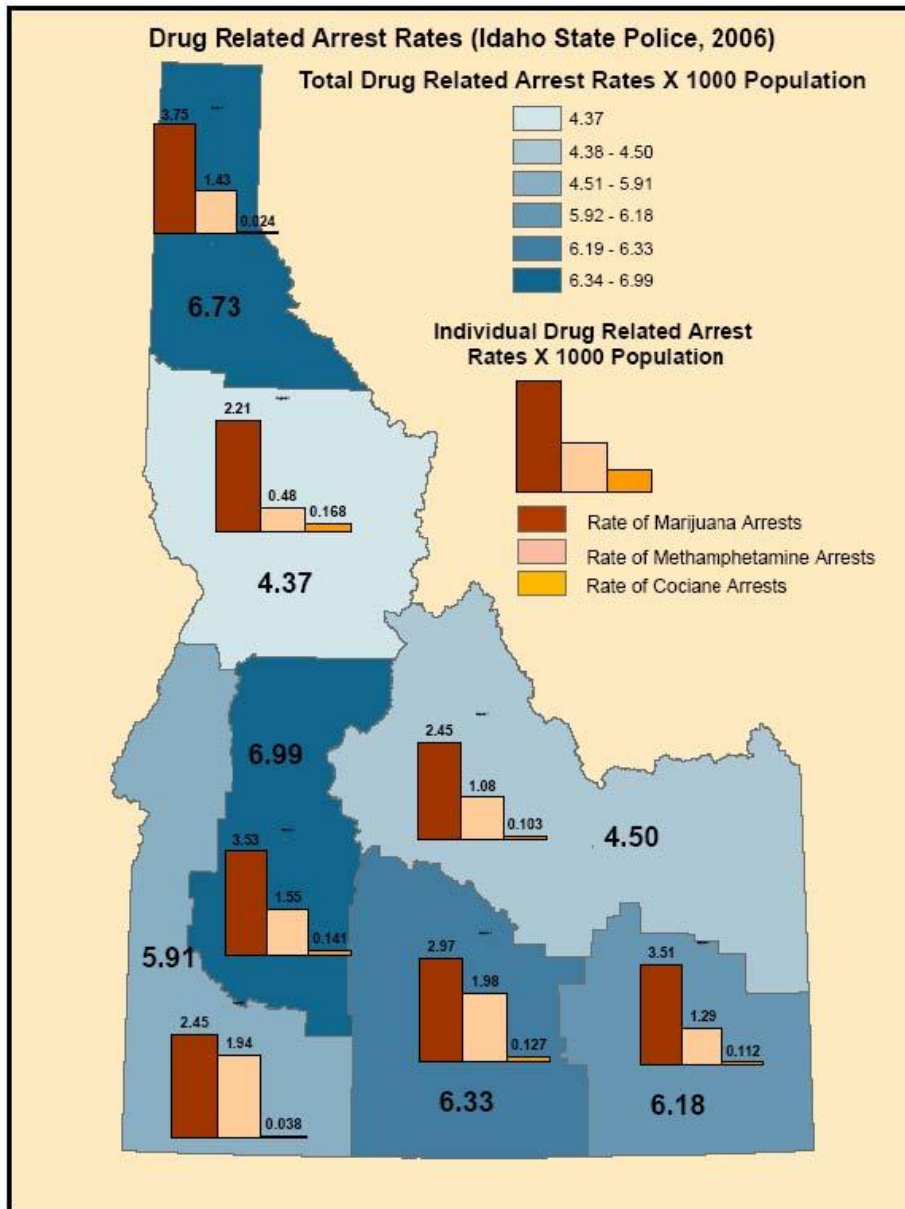 Drug Related Arrest Rates (Idaho State Police, 2006)
Total Drug Related Arrest Rates X 1000 Population
4.37
4.38 - 4.50
4.51 - 5.91
5.92 - 6.18
6.19 - 6.33
6.34 - 6.99
3.75
1.43
0.024
6.73
Individual Drug Related Arrest
Rates X 1000 Population
Rate of Marijuana Arrests
Rate of Methamphetamine Arrests
Rate of Cociane Arrests
2.21
0.48
0.168
4.37
6.99
3.53
1.55
0.141
2.45
1.08
0.103
4.50
5.91
2.45
1.94
0.038
2.97
1.98
0.127
6.33
3.51
1.29
0.112
6.18